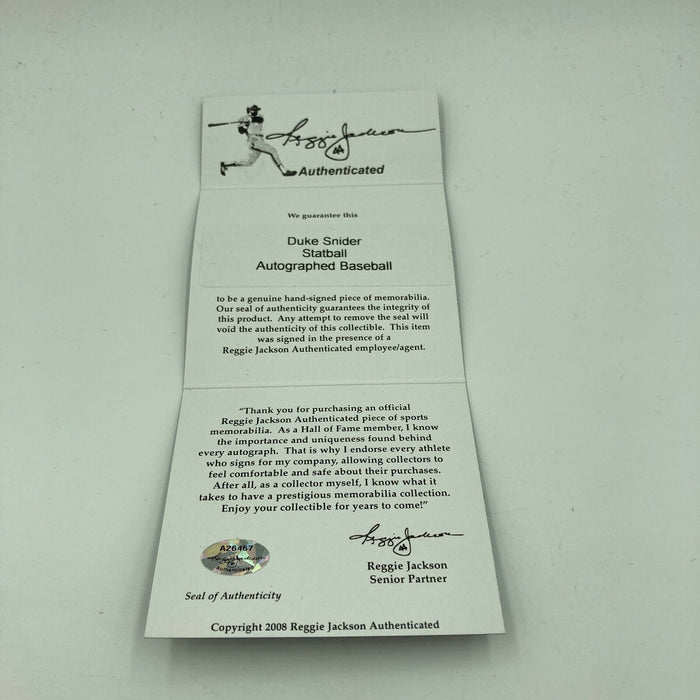 Reggie Jackson
44
Authenticated
We guarantee this
Duke Snider
Statball
Autographed Baseball
to be a genuine hand-signed piece of memorabilia.
Our seal of authenticity guarantees the integrity of
this product. Any attempt to remove the seal will
void the authenticity of this collectible. This item
was signed in the presence of a
Reggie Jackson Authenticated employee/agent.
“Thank you for purchasing an official
Reggie Jackson Authenticated piece of sports
memorabilia. As a Hall of Fame member, I know
the importance and uniqueness found behind
every autograph. That is why I endorse every athlete
who signs for my company, allowing collectors to
feel comfortable and safe about their purchases.
After all, as a collector myself, I know what it
takes to have a prestigious memorabilia collection.
Enjoy your collectible for years to come!”
Reggie Jackson
44
Reggie Jackson
Senior Partner
A26467
Reggie Jackson
Authenticated
Seal of Authenticity
Copyright 2008 Reggie Jackson Authenticated